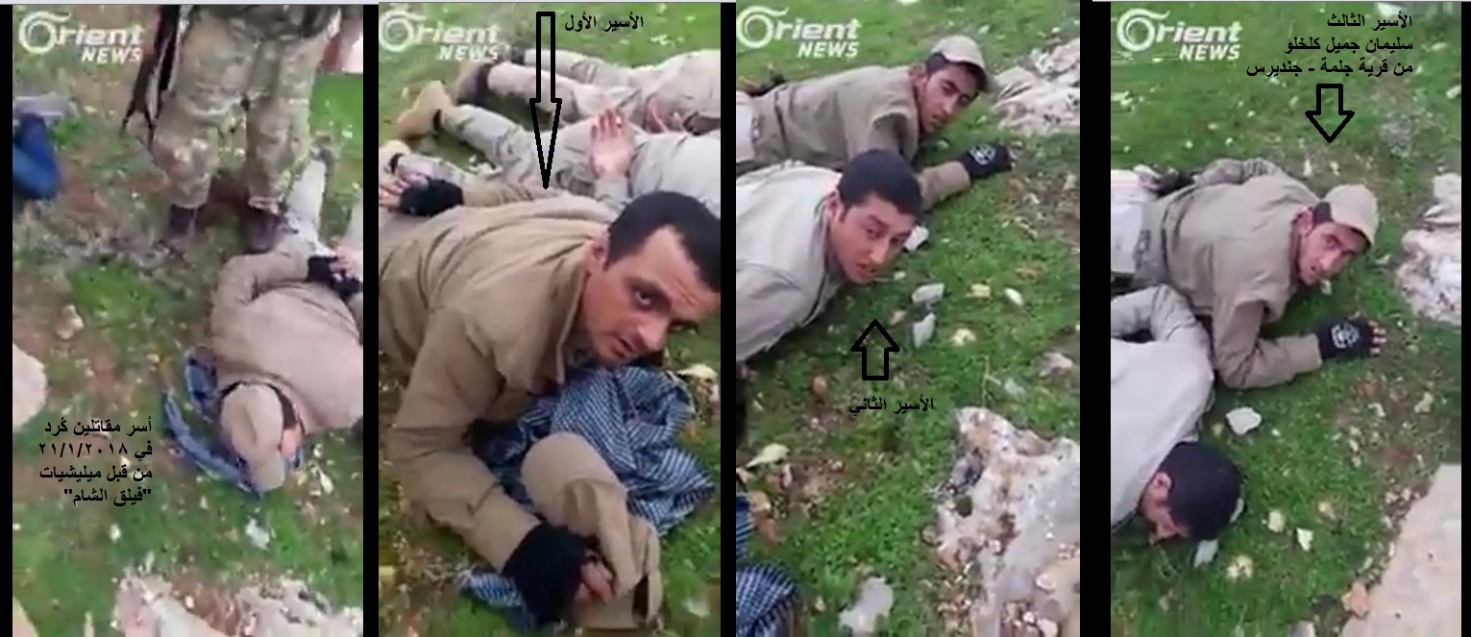 Orient
NEWS
أسر مقاتلين كُرد
في ٢١/١/٢٠١٨
من قبل ميليشيات
"فيلق الشام"
Orient
NEWS
الأسير الأول
Orient
NEWS
الأسير الثاني
Orient
NEWS
الأسير الثالث
سليمان جميل كلخلو
من قرية جلمة - جنديرس